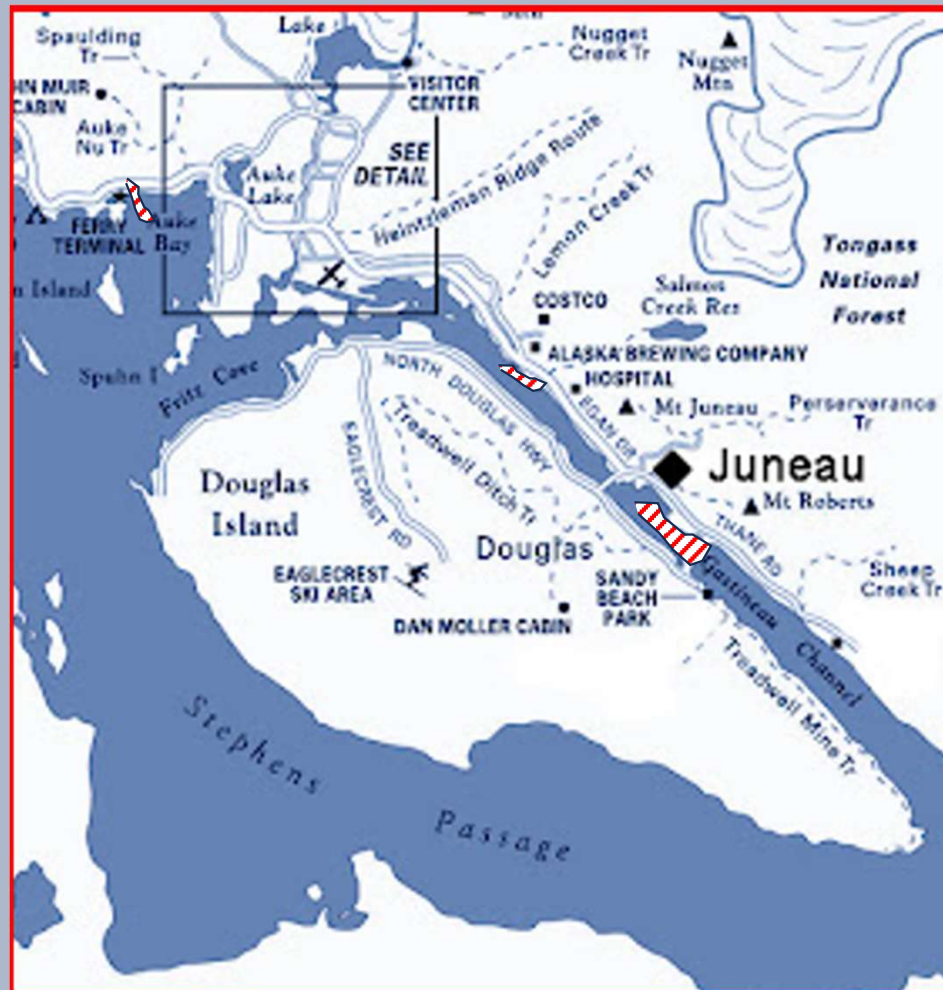 Lake
Spaulding
Tr
Nugget
Creek Tr
Nugget
Mtn
VISITOR
CENTER
HN MUIR
CABIN
Auke
Nu Tr
SEE
DETAIL
Auke
Lake
Heintzleman Ridge Route
Lemon Creek Tr
FERRY
TERMINAL
Auke
Bay
Tongass
National
Forest
n Island
Salmon
Creek Res
COSTCO
ALASKA BREWING COMPANY
HOSPITAL
Spuhn I
Fritz Cove
NORTH DOUGLAS HWY
EGAN DR
Mt Juneau
Perserverance
Tr
Treadwell Ditch Tr
EAGLECREST RD
Juneau
Douglas
Island
Mt Roberts
THANE RD
Douglas
EAGLECREST
SKI AREA
SANDY
BEACH
PARK
Gastineau Channel
Sheep
Creek Tr
DAN MOLLER CABIN
Treadwell Mine Tr
Stephens
Passage